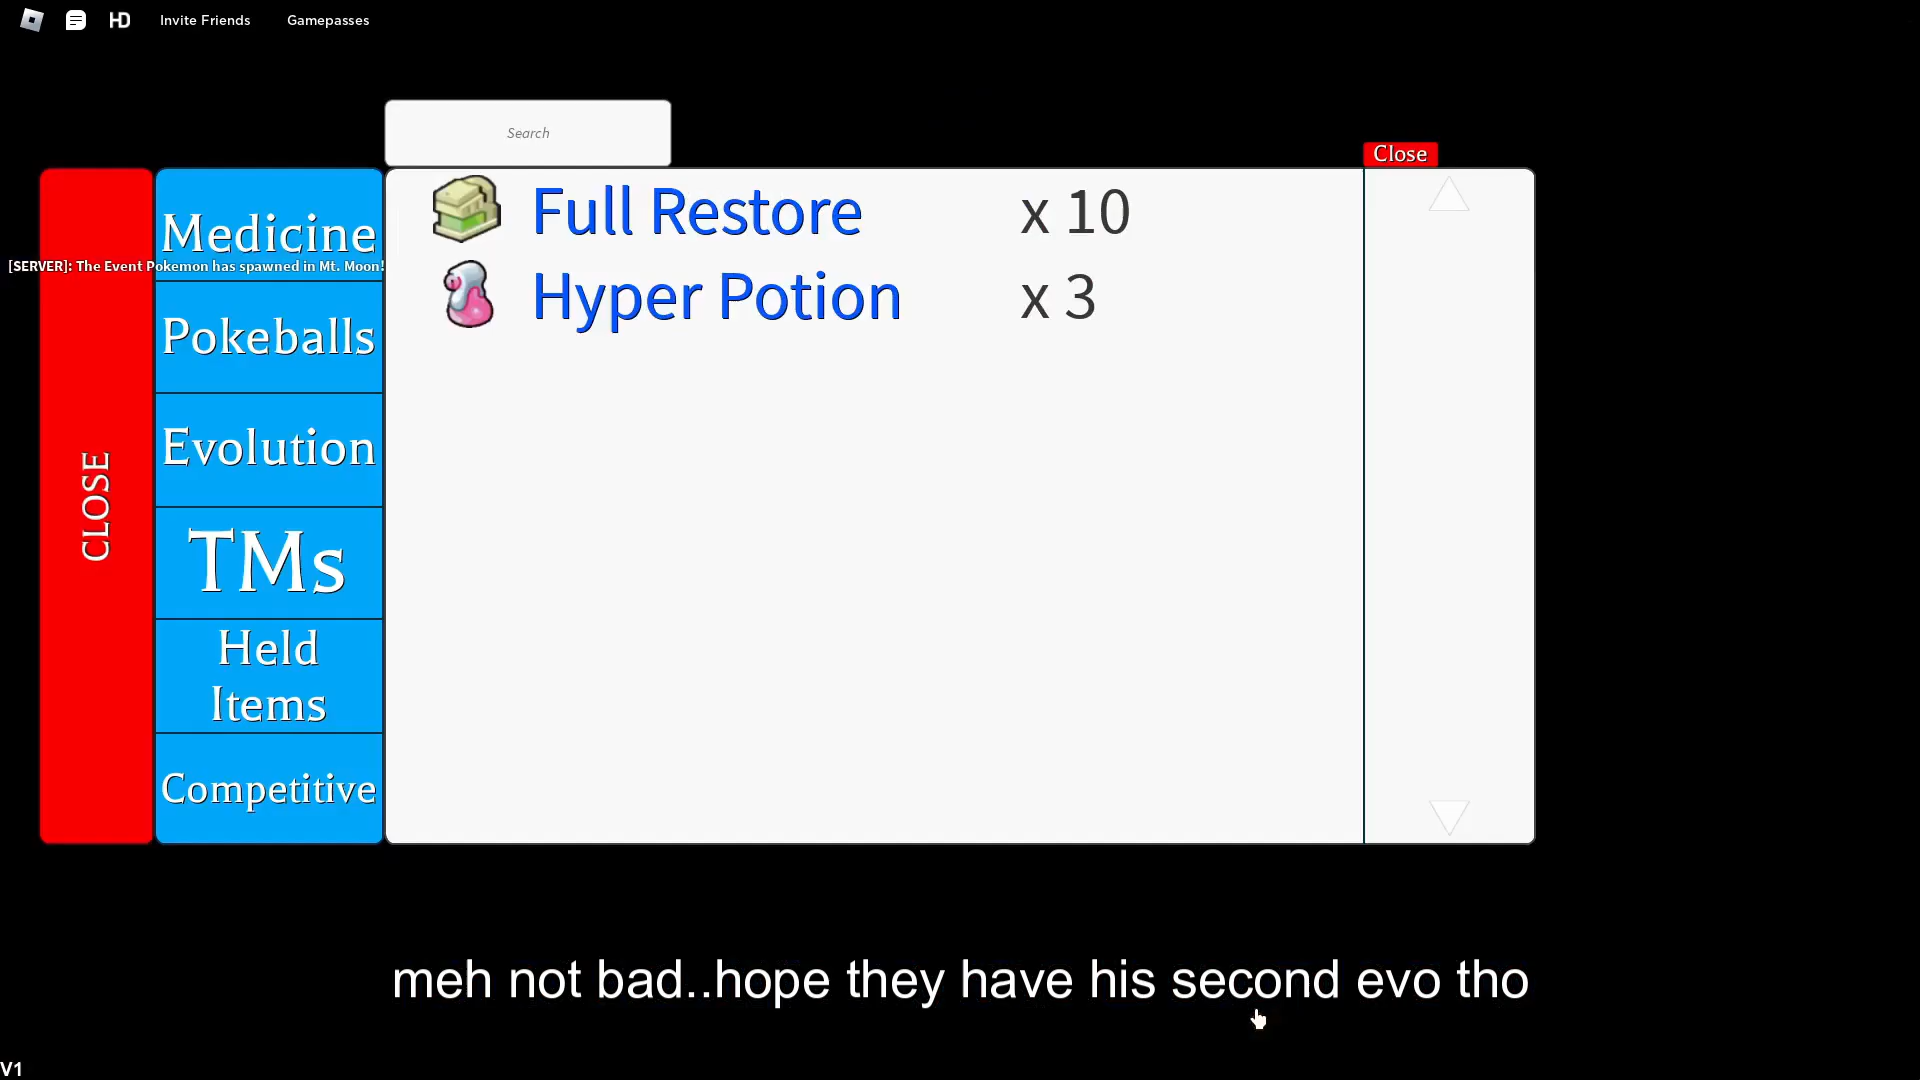 HD
Invite Friends
Gamepasses
Search
Close
CLOSE
Medicine
[SERVER]: The Event Pokemon has spawned in Mt. Moon!
Pokeballs
Evolution
TMs
Held
Items
Competitive
Full Restore x 10
Hyper Potion x 3
meh not bad..hope they have his second evo tho
V1